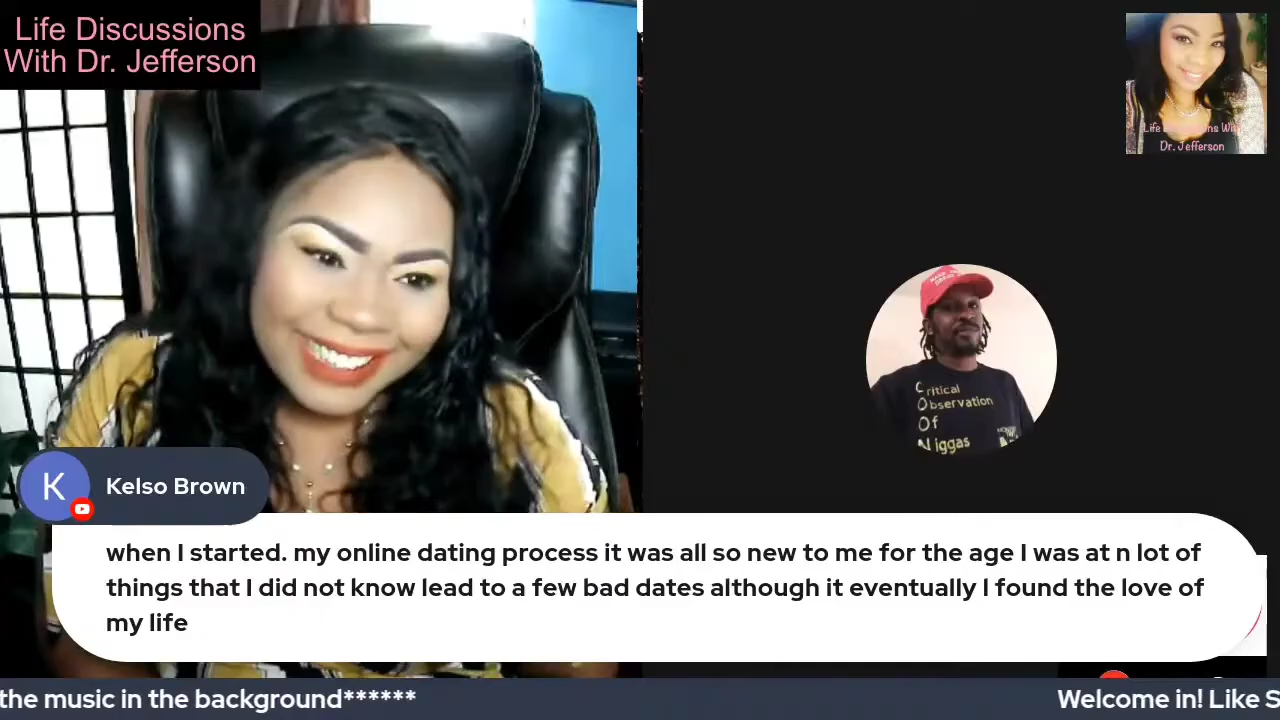 Life Discussions
With Dr. Jefferson
Dr. Jefferson
Critical
Observation
Of
Niggas
Kelso Brown
when I started. my online dating process it was all so new to me for the age I was at n lot of
things that I did not know lead to a few bad dates although it eventually I found the love of
my life
the music in the background******
Welcome in! Like S